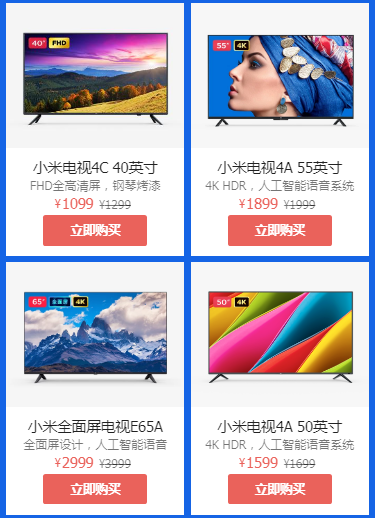 40" FHD
55" 4K
小米电视4C 40英寸
小米电视4A 55英寸
FHD全高清屏，钢琴烤漆
4K HDR，人工智能语音系统
¥1099 ¥1299
¥1899 ¥1999
立即购买
立即购买
65" 全面屏 4K
50" 4K
小米全面屏电视E65A
小米电视4A 50英寸
全面屏设计，人工智能语音
4K HDR，人工智能语音系统
¥2999 ¥3999
¥1599 ¥1699
立即购买
立即购买